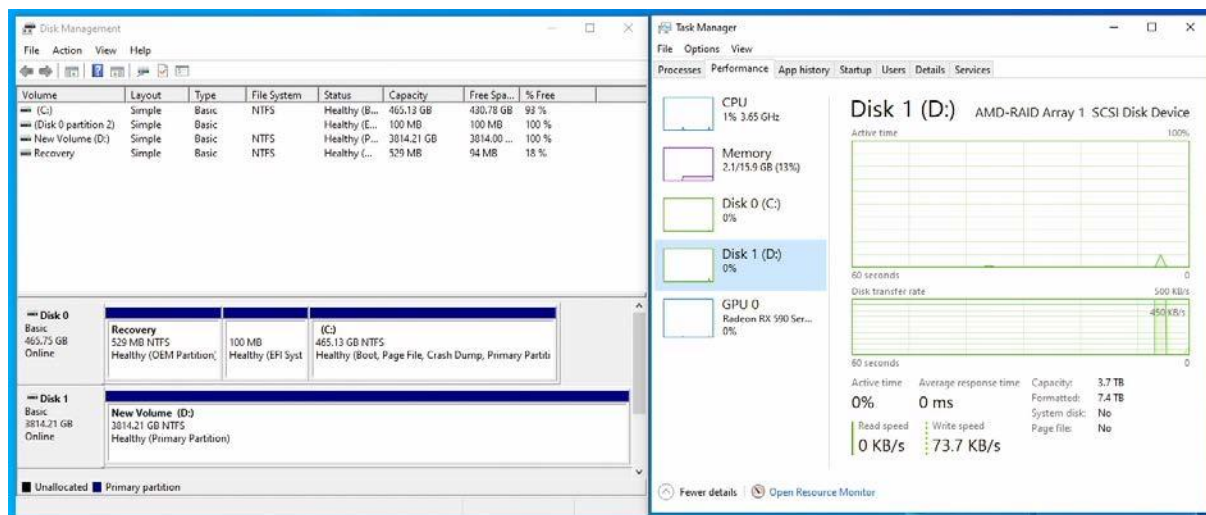 Disk Management
File Action View Help
Volume Layout Type File System Status Capacity Free Spa... % Free
(C:) Simple Basic NTFS Healthy (B... 465.13 GB 430.78 GB 93 %
(Disk 0 partition 2) Simple Basic Healthy (E... 100 MB 100 MB 100 %
New Volume (D:) Simple Basic NTFS Healthy (P... 3814.21 GB 3814.00 ... 100 %
Recovery Simple Basic NTFS Healthy (... 529 MB 94 MB 18 %
Disk 0
Basic
465.75 GB
Online
Recovery
529 MB NTFS
Healthy (OEM Partition)
100 MB
Healthy (EFI Syst
(C:)
465.13 GB NTFS
Healthy (Boot, Page File, Crash Dump, Primary Partiti
Disk 1
Basic
3814.21 GB
Online
New Volume (D:)
3814.21 GB NTFS
Healthy (Primary Partition)
Unallocated Primary partition
Task Manager
File Options View
Processes Performance App history Startup Users Details Services
CPU
1% 3.65 GHz
Memory
2.1/15.9 GB (13%)
Disk 0 (C:)
0%
Disk 1 (D:)
0%
GPU 0
Radeon RX 590 Ser...
0%
Disk 1 (D:) AMD-RAID Array 1 SCSI Disk Device
Active time 100%
60 seconds 0
Disk transfer rate 500 KB/s
450 KB/s
60 seconds 0
Active time Average response time
0% 0 ms
Read speed Write speed
0 KB/s 73.7 KB/s
Capacity: 3.7 TB
Formatted: 7.4 TB
System disk: No
Page file: No
Fewer details Open Resource Monitor